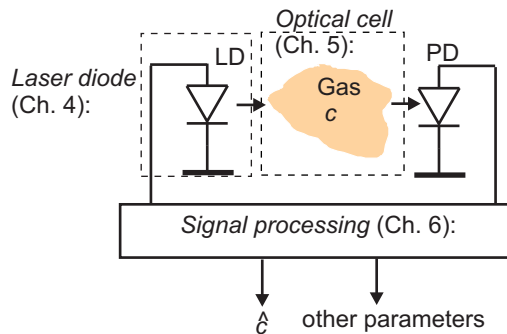 Optical cell
(Ch. 5):
LD
PD
Laser diode
(Ch. 4):
Gas
c
Signal processing (Ch. 6):
ĉ
other parameters